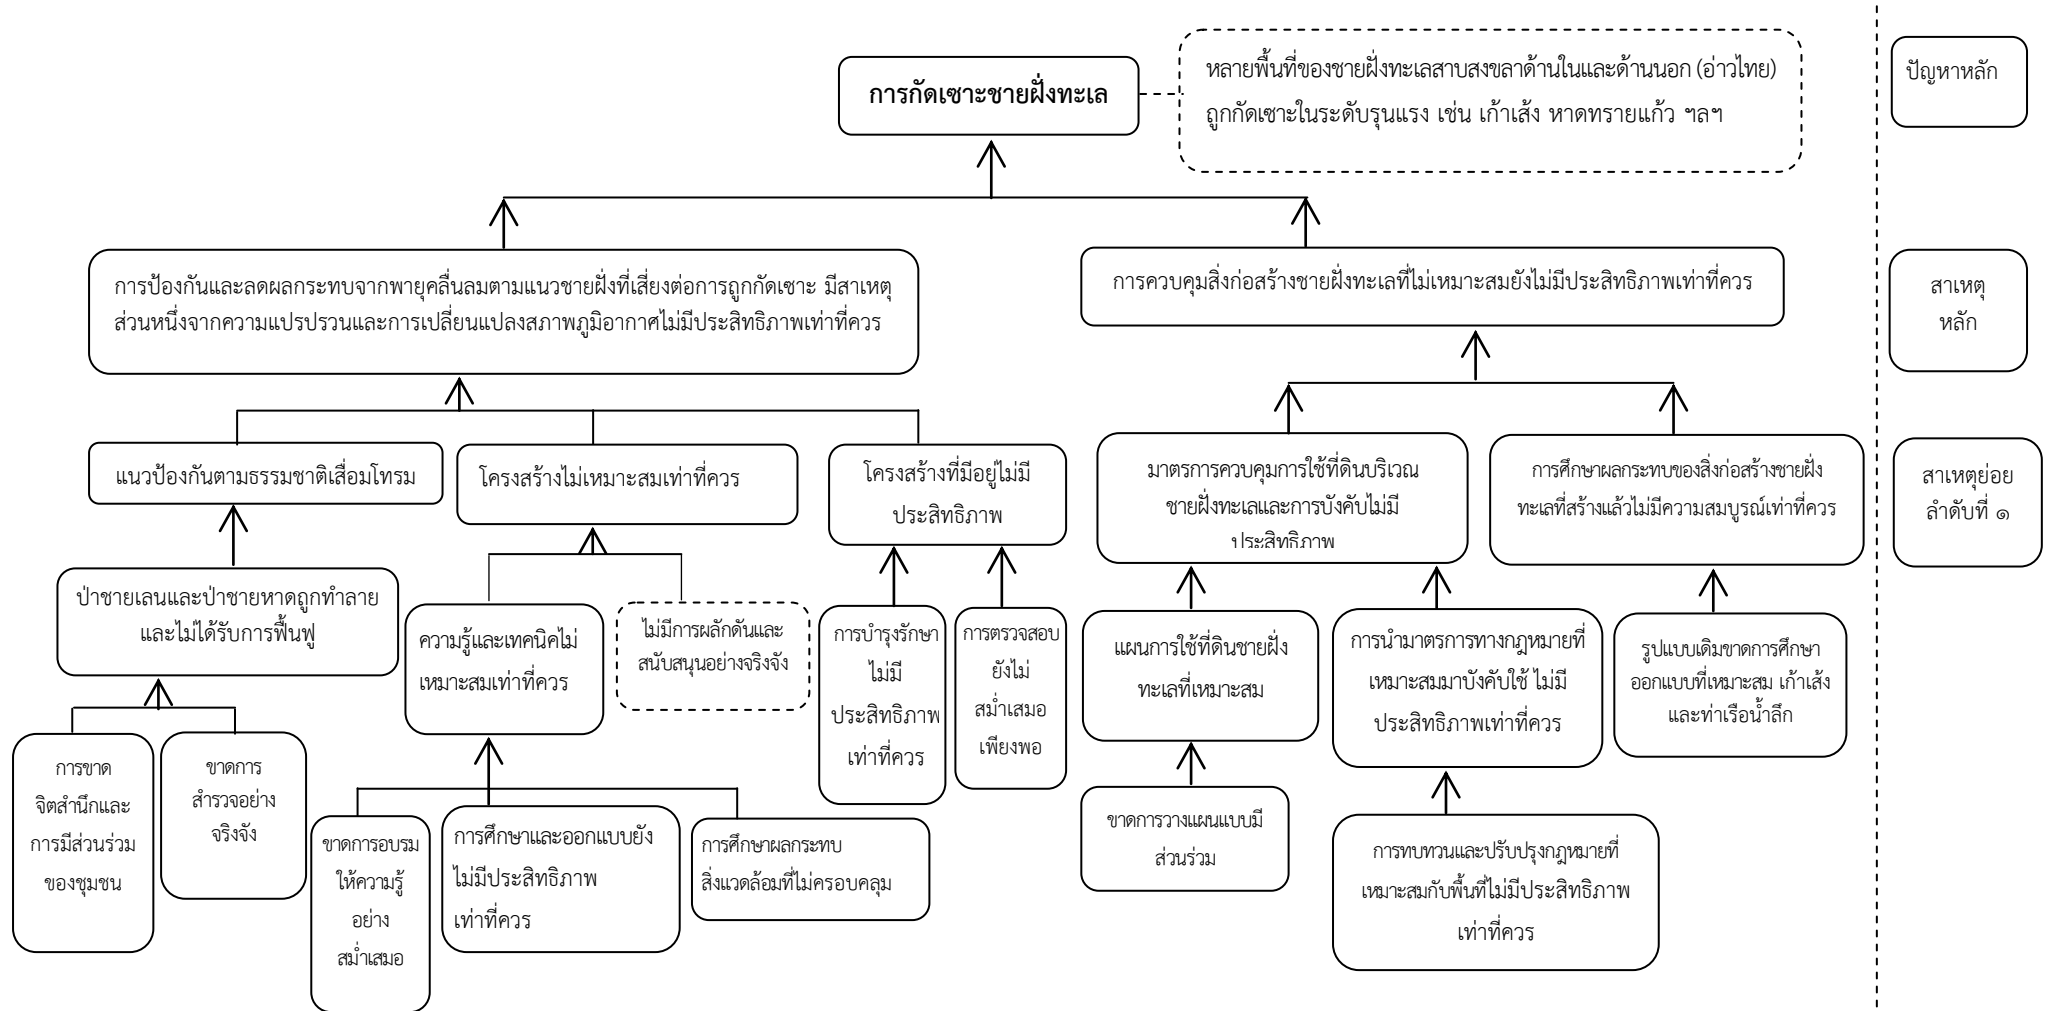 การกัดเซาะชายฝั่งทะเล
หลายพื้นที่ของชายฝั่งทะเลสาบสงขลาด้านในและด้านนอก (อ่าวไทย)
ถูกกัดเซาะในระดับรุนแรง เช่น เก้าเส้ง หาดทรายแก้ว ฯลฯ
ปัญหาหลัก
การป้องกันและลดผลกระทบจากพายุคลื่นลมตามแนวชายฝั่งที่เสี่ยงต่อการถูกกัดเซาะ มีสาเหตุ
ส่วนหนึ่งจากความแปรปรวนและการเปลี่ยนแปลงสภาพภูมิอากาศไม่มีประสิทธิภาพเท่าที่ควร
การควบคุมสิ่งก่อสร้างชายฝั่งทะเลที่ไม่เหมาะสมยังไม่มีประสิทธิภาพเท่าที่ควร
สาเหตุ
หลัก
แนวป้องกันตามธรรมชาติเสื่อมโทรม
โครงสร้างไม่เหมาะสมเท่าที่ควร
โครงสร้างที่มีอยู่ไม่มี
ประสิทธิภาพ
มาตรการควบคุมการใช้ที่ดินบริเวณ
ชายฝั่งทะเลและการบังคับไม่มี
ประสิทธิภาพ
การศึกษาผลกระทบของสิ่งก่อสร้างชายฝั่ง
ทะเลที่สร้างแล้วไม่มีความสมบูรณ์เท่าที่ควร
สาเหตุย่อย
ลำดับที่ ๑
ป่าชายเลนและป่าชายหาดถูกทำลาย
และไม่ได้รับการฟื้นฟู
ความรู้และเทคนิคไม่
เหมาะสมเท่าที่ควร
ไม่มีการผลักดันและ
สนับสนุนอย่างจริงจัง
การบำรุงรักษา
ไม่มี
ประสิทธิภาพ
เท่าที่ควร
การตรวจสอบ
ยังไม่
สม่ำเสมอ
เพียงพอ
แผนการใช้ที่ดินชายฝั่ง
ทะเลที่เหมาะสม
การนำมาตรการทางกฎหมายที่
เหมาะสมมาบังคับใช้ ไม่มี
ประสิทธิภาพเท่าที่ควร
รูปแบบเดิมขาดการศึกษา
ออกแบบที่เหมาะสม เก้าเส้ง
และท่าเรือน้ำลึก
การขาด
จิตสำนึกและ
การมีส่วนร่วม
ของชุมชน
ขาดการ
สำรวจอย่าง
จริงจัง
ขาดการอบรม
ให้ความรู้
อย่าง
สม่ำเสมอ
การศึกษาและออกแบบยัง
ไม่มีประสิทธิภาพ
เท่าที่ควร
การศึกษาผลกระทบ
สิ่งแวดล้อมที่ไม่ครอบคลุม
ขาดการวางแผนแบบมี
ส่วนร่วม
การทบทวนและปรับปรุงกฎหมายที่
เหมาะสมกับพื้นที่ไม่มีประสิทธิภาพ
เท่าที่ควร